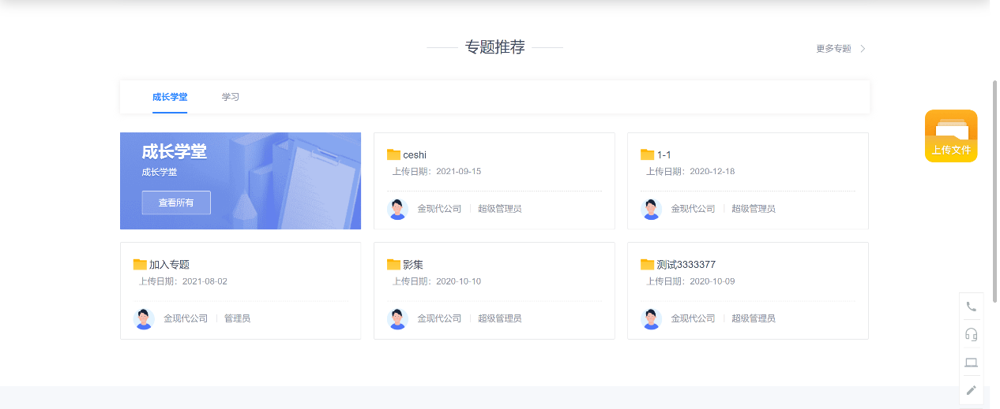 专题推荐
更多专题
成长学堂 学习
成长学堂
成长学堂
查看所有
ceshi
上传日期：2021-09-15
金现代公司 超级管理员
1-1
上传日期：2020-12-18
金现代公司 超级管理员
加入专题
上传日期：2021-08-02
金现代公司 管理员
影集
上传日期：2020-10-10
金现代公司 超级管理员
测试3333377
上传日期：2020-10-09
金现代公司 超级管理员
上传文件